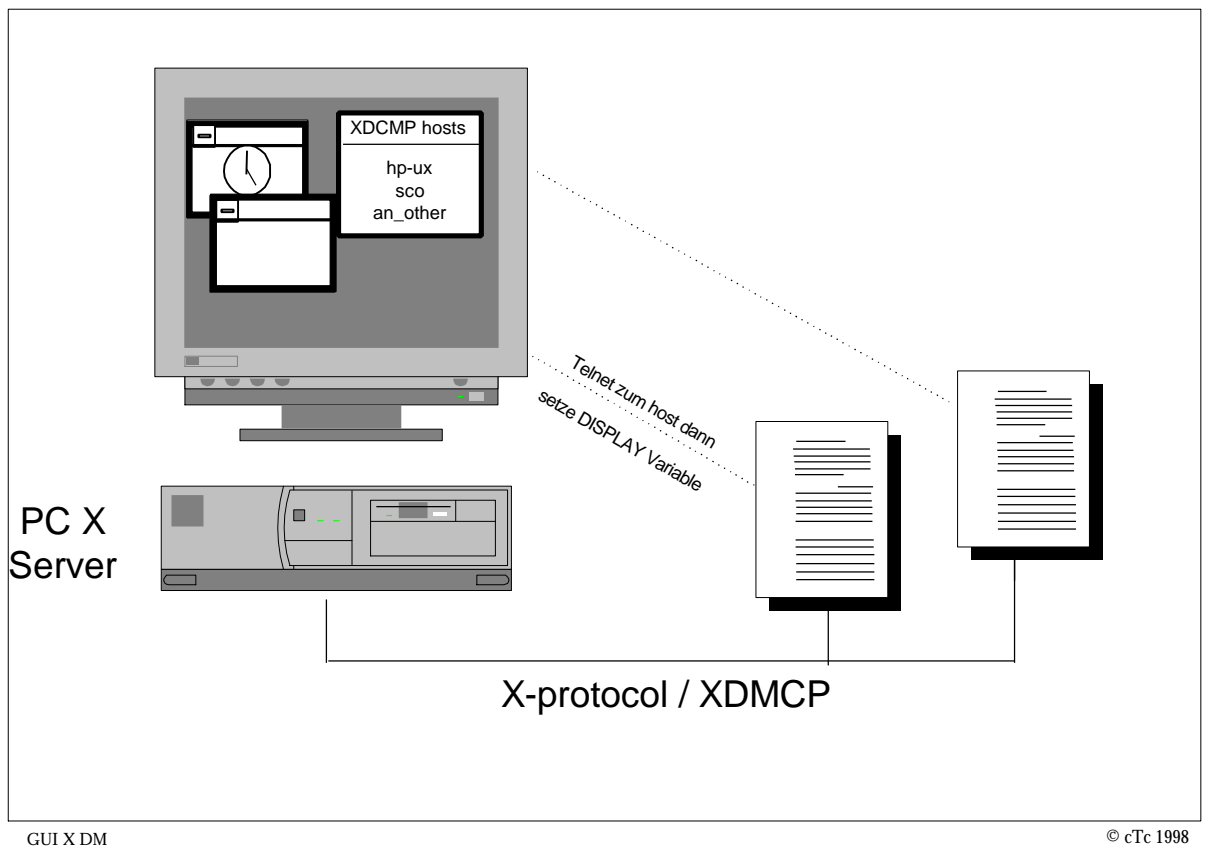 XDCMP hosts
hp-ux
sco
an_other
Telnet zum host dann
setze DISPLAY Variable
PC X
Server
X-protocol / XDMCP
GUI X DM
© cTc 1998